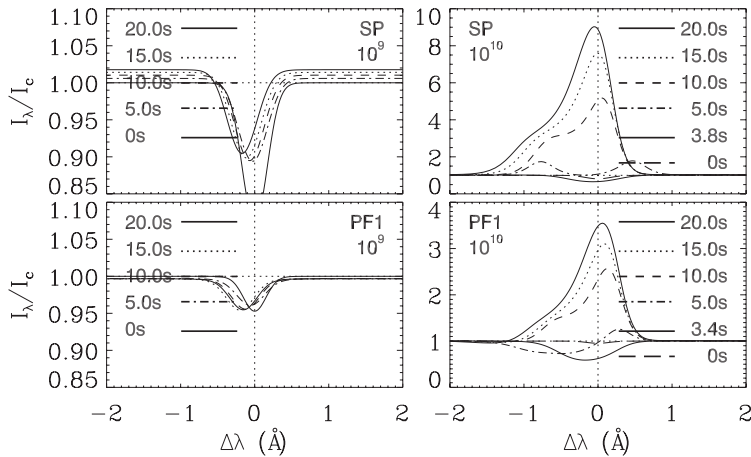 1.10
1.05
1.00
0.95
0.90
0.85
I_λ/I_c
20.0s
15.0s
10.0s
5.0s
0s
SP
10^9
10
8
6
4
2
0
SP
10^10
20.0s
15.0s
10.0s
5.0s
3.8s
0s
1.10
1.05
1.00
0.95
0.90
0.85
I_λ/I_c
20.0s
15.0s
10.0s
5.0s
0s
PF1
10^9
4
3
2
1
0
PF1
10^10
20.0s
15.0s
10.0s
5.0s
3.4s
0s
−2 −1 0 1 2
Δλ (Å)
−2 −1 0 1 2
Δλ (Å)